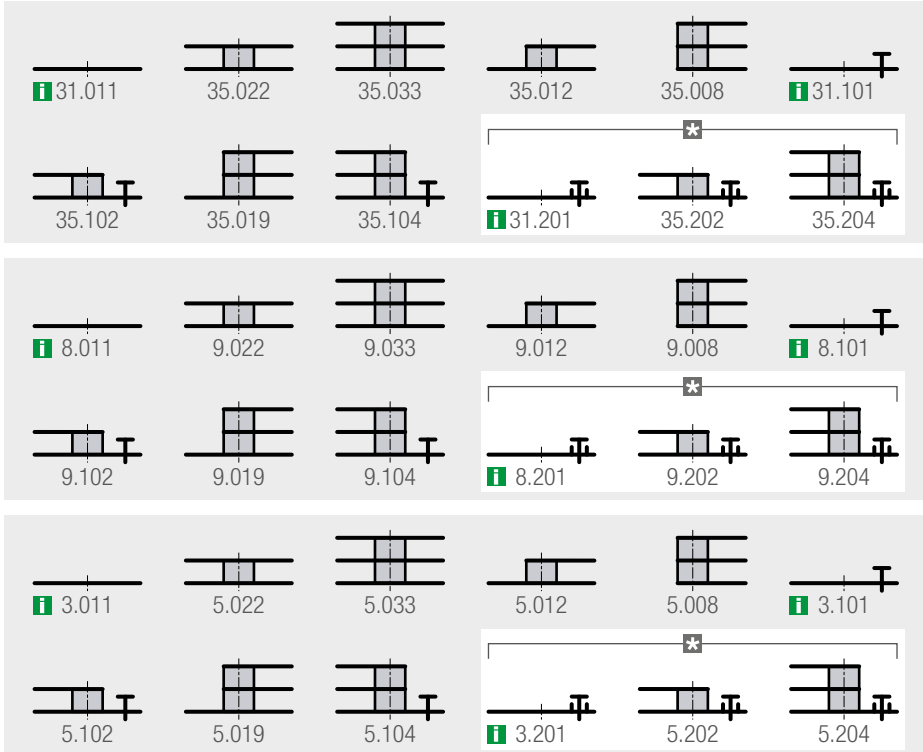 i 31.011 35.022 35.033 35.012 35.008 i 31.101
*
35.102 35.019 35.104 i 31.201 35.202 35.204
i 8.011 9.022 9.033 9.012 9.008 i 8.101
*
9.102 9.019 9.104 i 8.201 9.202 9.204
i 3.011 5.022 5.033 5.012 5.008 i 3.101
*
5.102 5.019 5.104 i 3.201 5.202 5.204